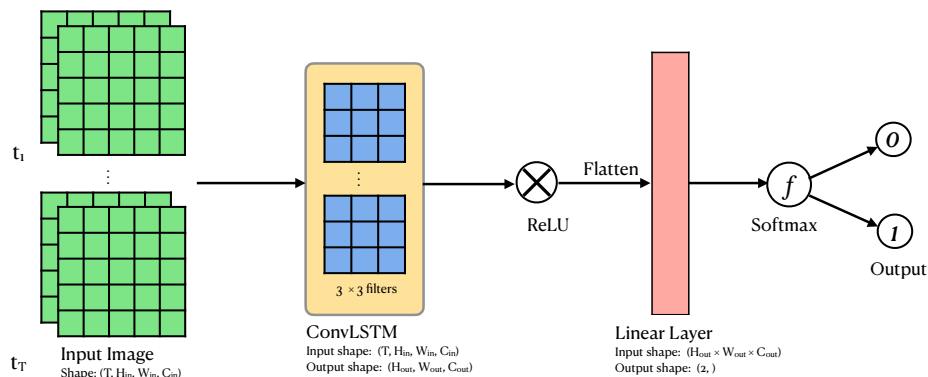 t₁
⋮
t_T
Input Image
Shape: (T, H_in, W_in, C_in)
⋮
3 × 3 filters
ConvLSTM
Input shape: (T, H_in, W_in, C_in)
Output shape: (H_out, W_out, C_out)
ReLU
Flatten
Linear Layer
Input shape: (H_out × W_out × C_out)
Output shape: (2, )
f
Softmax
0
1
Output